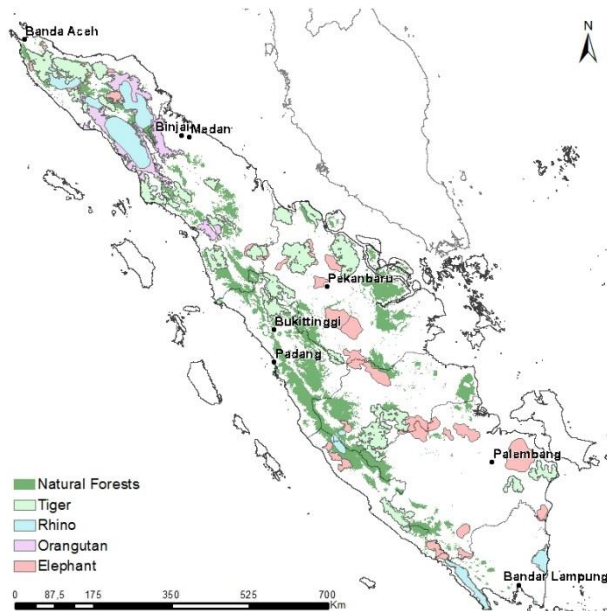 Banda Aceh
N
Binjai Medan
Pekanbaru
Bukittinggi
Padang
Palembang
Natural Forests
Tiger
Rhino
Orangutan
Elephant
Bandar Lampung
0 87,5 175 350 525 700
Km